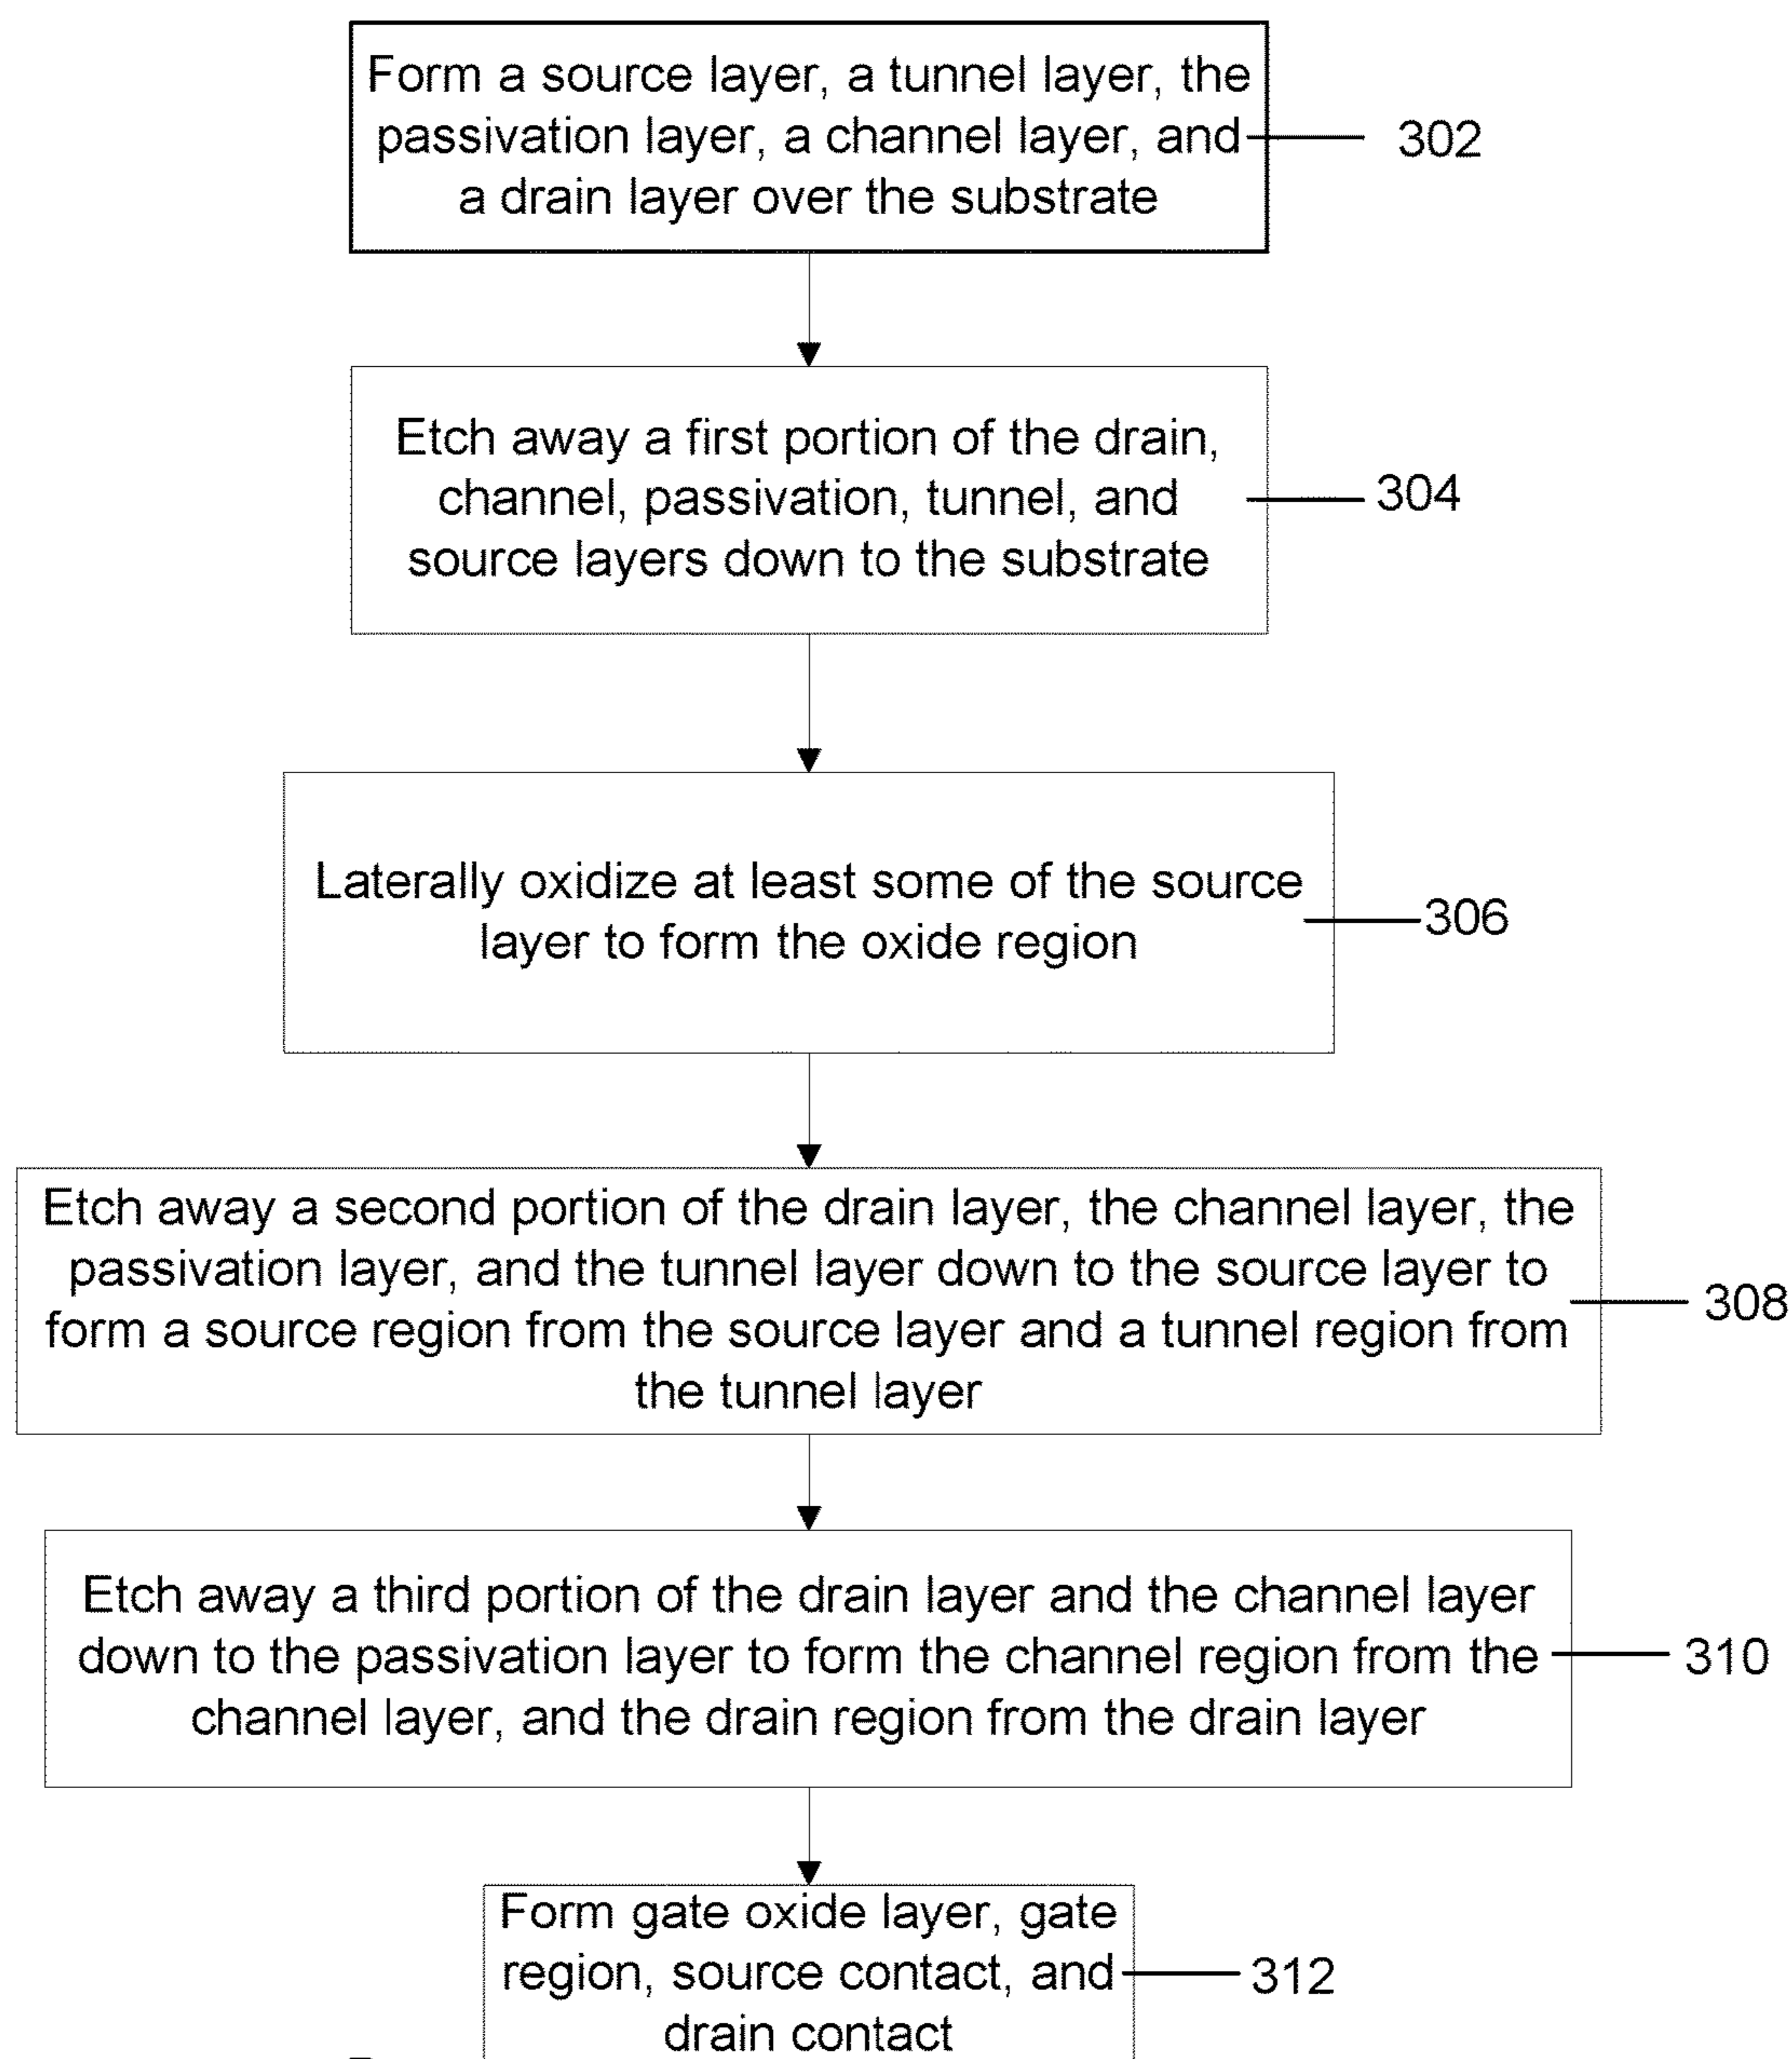 Form a source layer, a tunnel layer, the
passivation layer, a channel layer, and
a drain layer over the substrate
302
Etch away a first portion of the drain,
channel, passivation, tunnel, and
source layers down to the substrate
304
Laterally oxidize at least some of the source
layer to form the oxide region
306
Etch away a second portion of the drain layer, the channel layer, the
passivation layer, and the tunnel layer down to the source layer to
form a source region from the source layer and a tunnel region from
the tunnel layer
308
Etch away a third portion of the drain layer and the channel layer
down to the passivation layer to form the channel region from the
channel layer, and the drain region from the drain layer
310
Form gate oxide layer, gate
region, source contact, and
drain contact
312